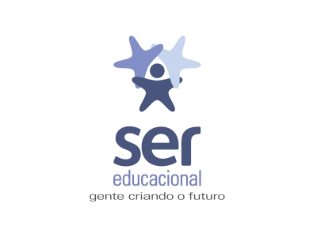 ser
educacional
gente criando o futuro